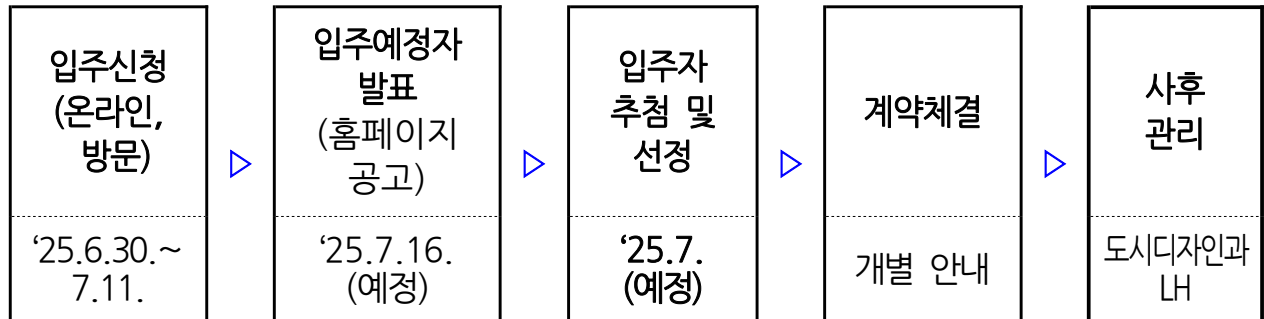 입주신청
(온라인,
방문)
‘25.6.30.~
7.11.
▷
입주예정자
발표
(홈페이지
공고)
‘25.7.16.
(예정)
▷
입주자
추첨 및
선정
‘25.7.
(예정)
▷
계약체결
개별 안내
▷
사후
관리
도시디자인과
LH